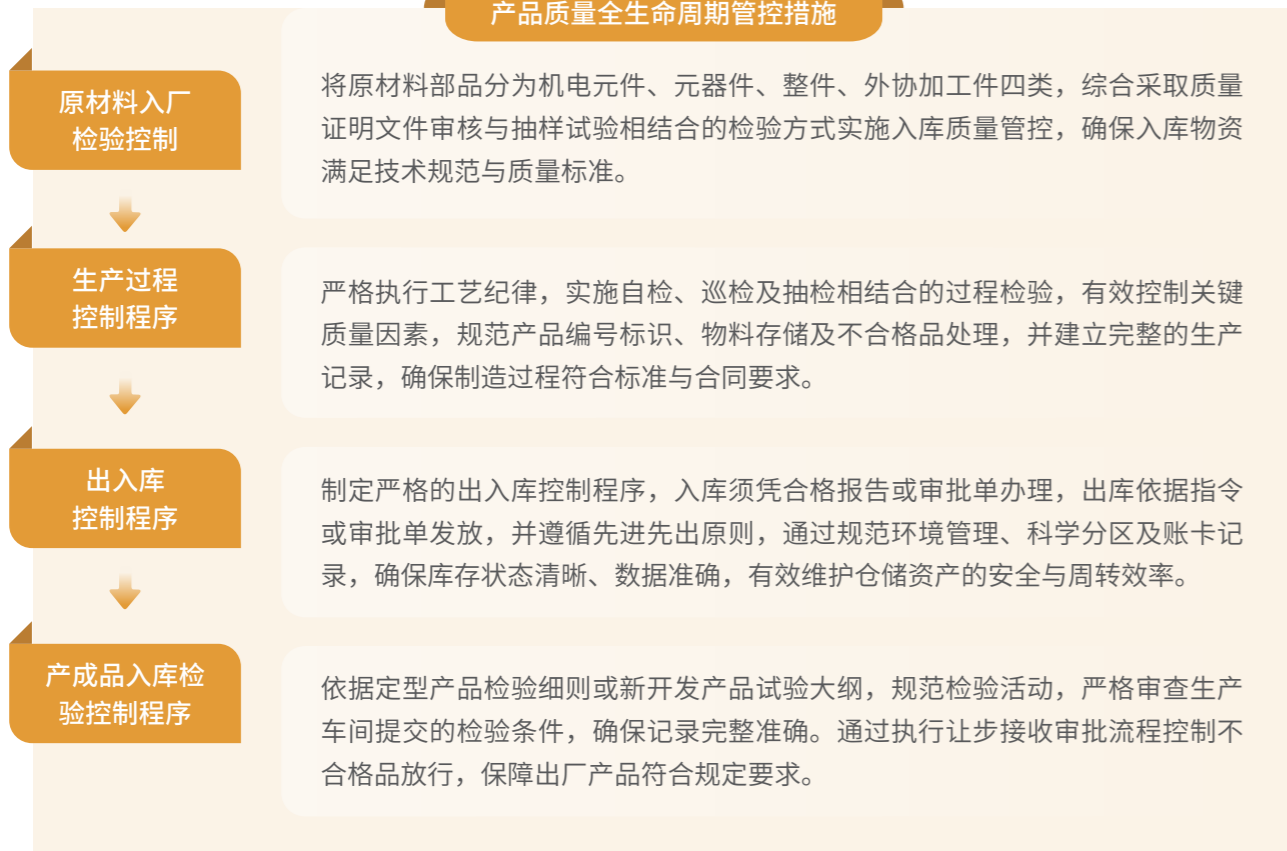 产品质量全生命周期管控措施
原材料入厂
检验控制
将原材料部品分为机电元件、元器件、整件、外协加工件四类，综合采取质量
证明文件审核与抽样试验相结合的检验方式实施入库质量管控，确保入库物资
满足技术规范与质量标准。
生产过程
控制程序
严格执行工艺纪律，实施自检、巡检及抽检相结合的过程检验，有效控制关键
质量因素，规范产品编号标识、物料存储及不合格品处理，并建立完整的生产
记录，确保制造过程符合标准与合同要求。
出入库
控制程序
制定严格的出入库控制程序，入库须凭合格报告或审批单办理，出库依据指令
或审批单发放，并遵循先进先出原则，通过规范环境管理、科学分区及账卡记
录，确保库存状态清晰、数据准确，有效维护仓储资产的安全与周转效率。
产成品入库检
验控制程序
依据定型产品检验细则或新开发产品试验大纲，规范检验活动，严格审查生产
车间提交的检验条件，确保记录完整准确。通过执行让步接收审批流程控制不
合格品放行，保障出厂产品符合规定要求。